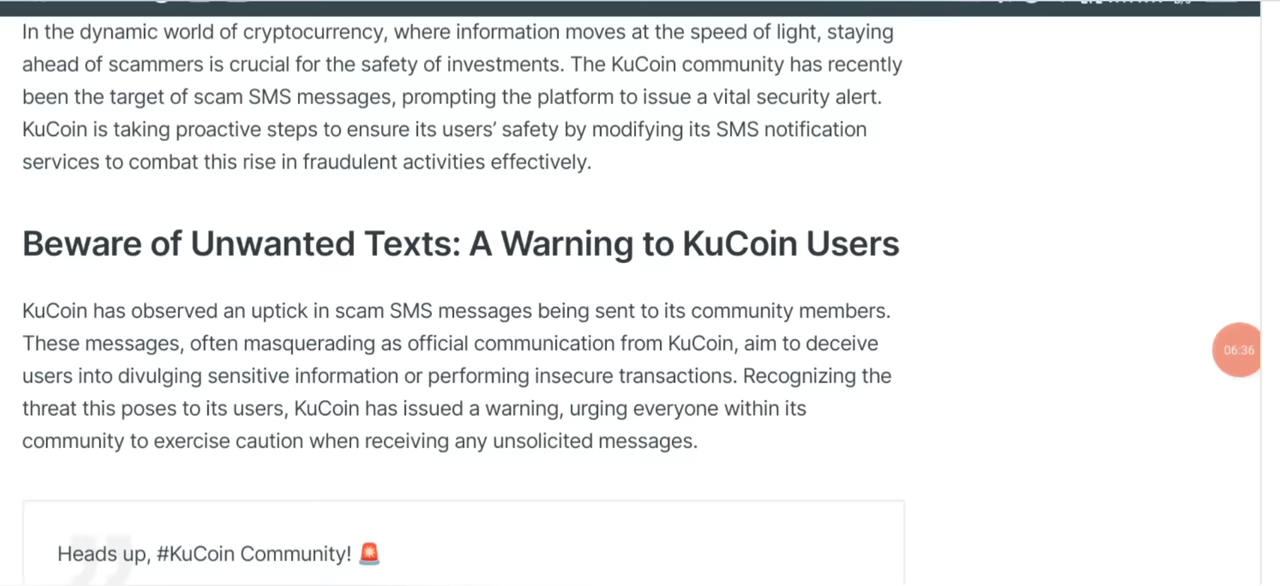 In the dynamic world of cryptocurrency, where information moves at the speed of light, staying
ahead of scammers is crucial for the safety of investments. The KuCoin community has recently
been the target of scam SMS messages, prompting the platform to issue a vital security alert.
KuCoin is taking proactive steps to ensure its users’ safety by modifying its SMS notification
services to combat this rise in fraudulent activities effectively.
Beware of Unwanted Texts: A Warning to KuCoin Users
KuCoin has observed an uptick in scam SMS messages being sent to its community members.
These messages, often masquerading as official communication from KuCoin, aim to deceive
users into divulging sensitive information or performing insecure transactions. Recognizing the
06:36
threat this poses to its users, KuCoin has issued a warning, urging everyone within its
community to exercise caution when receiving any unsolicited messages.
Heads up, #KuCoin Community! 🚨